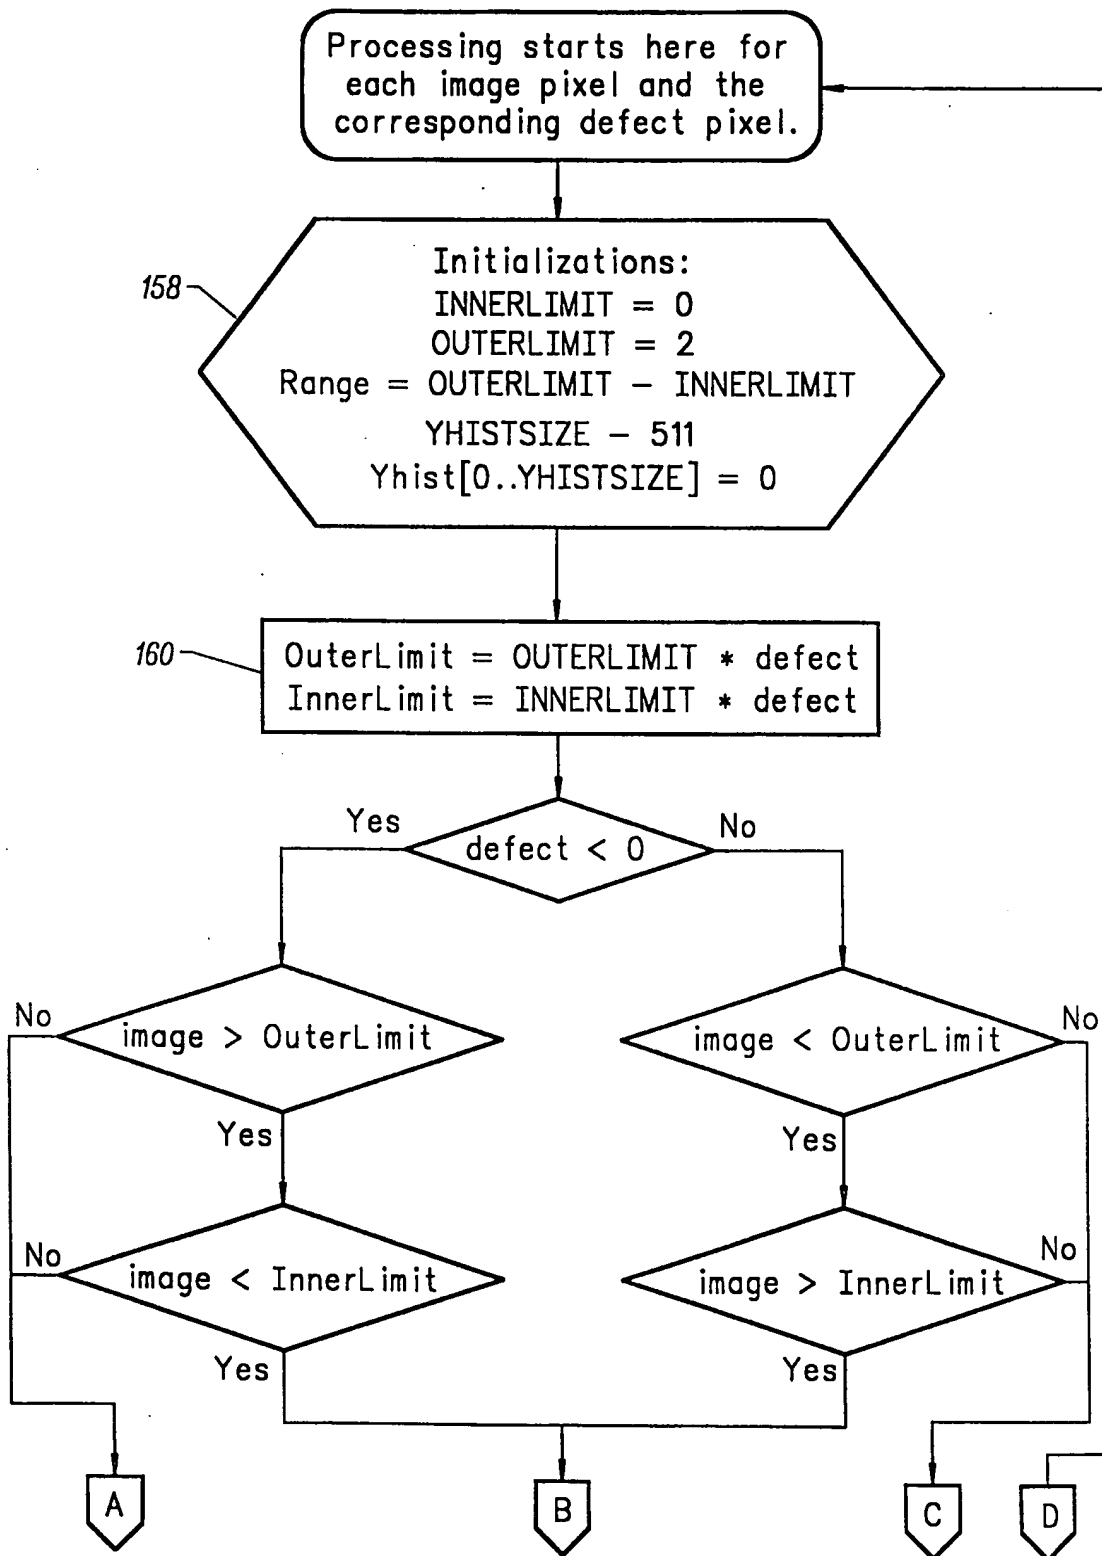 Processing starts here for
each image pixel and the
corresponding defect pixel.
158
Initializations:
INNERLIMIT = 0
OUTERLIMIT = 2
Range = OUTERLIMIT - INNERLIMIT
YHISTSIZE - 511
Yhist[0..YHISTSIZE] = 0
160
OuterLimit = OUTERLIMIT * defect
InnerLimit = INNERLIMIT * defect
Yes
defect < 0
No
No
image > OuterLimit
image < OuterLimit
No
Yes
Yes
No
image < InnerLimit
image > InnerLimit
No
Yes
Yes
A
B
C
D